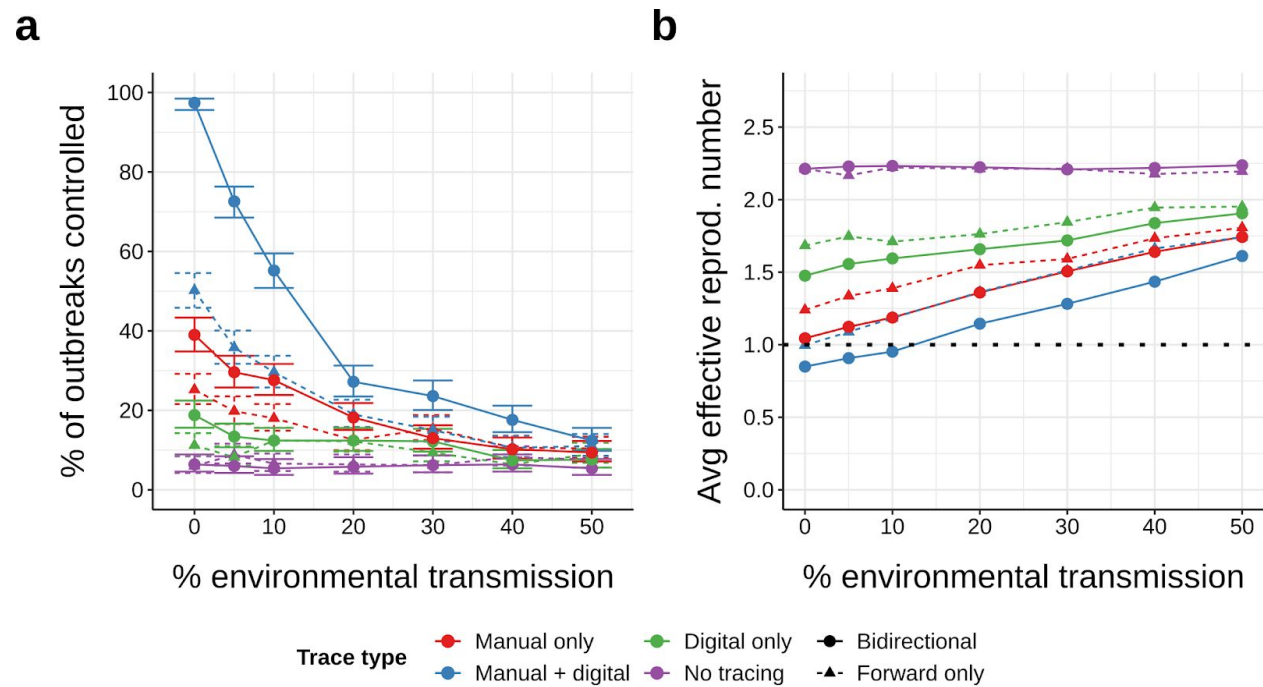 a
b
% of outbreaks controlled
100
80
60
40
20
0
0 10 20 30 40 50
% environmental transmission
Avg effective reprod. number
2.5
2.0
1.5
1.0
0.5
0.0
0 10 20 30 40 50
% environmental transmission
Trace type
Manual only
Digital only
Bidirectional
Manual + digital
No tracing
Forward only